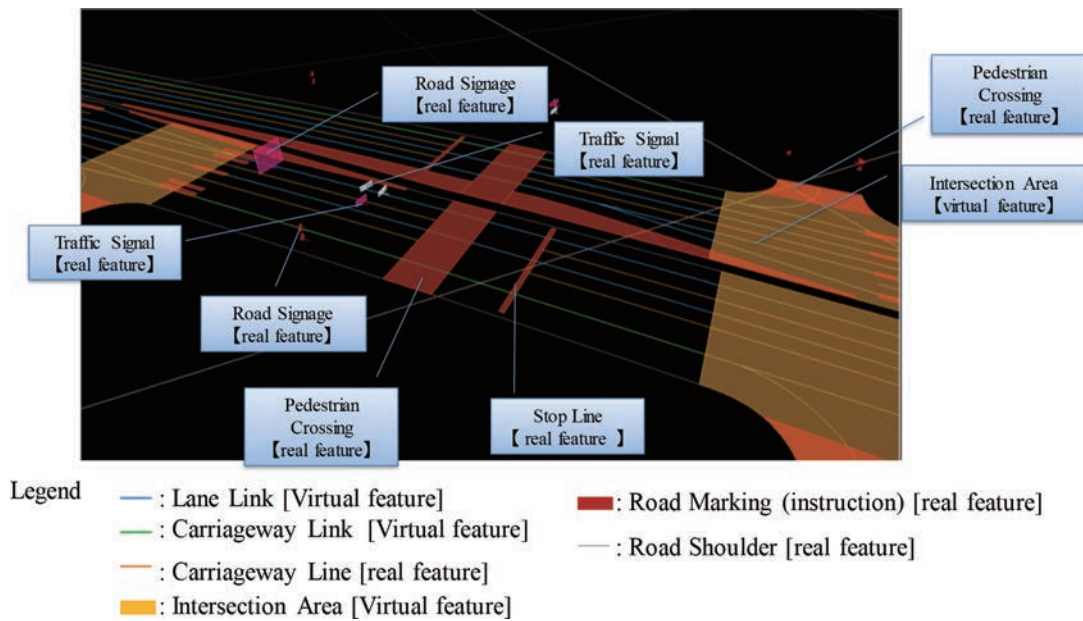 Road Signage
【real feature】
Pedestrian
Crossing
【real feature】
Traffic Signal
【real feature】
Intersection Area
【virtual feature】
Traffic Signal
【real feature】
Road Signage
【real feature】
Pedestrian
Crossing
【real feature】
Stop Line
【 real feature 】
Legend
: Lane Link [Virtual feature]
: Carriageway Link [Virtual feature]
: Carriageway Line [real feature]
: Intersection Area [Virtual feature]
: Road Marking (instruction) [real feature]
: Road Shoulder [real feature]